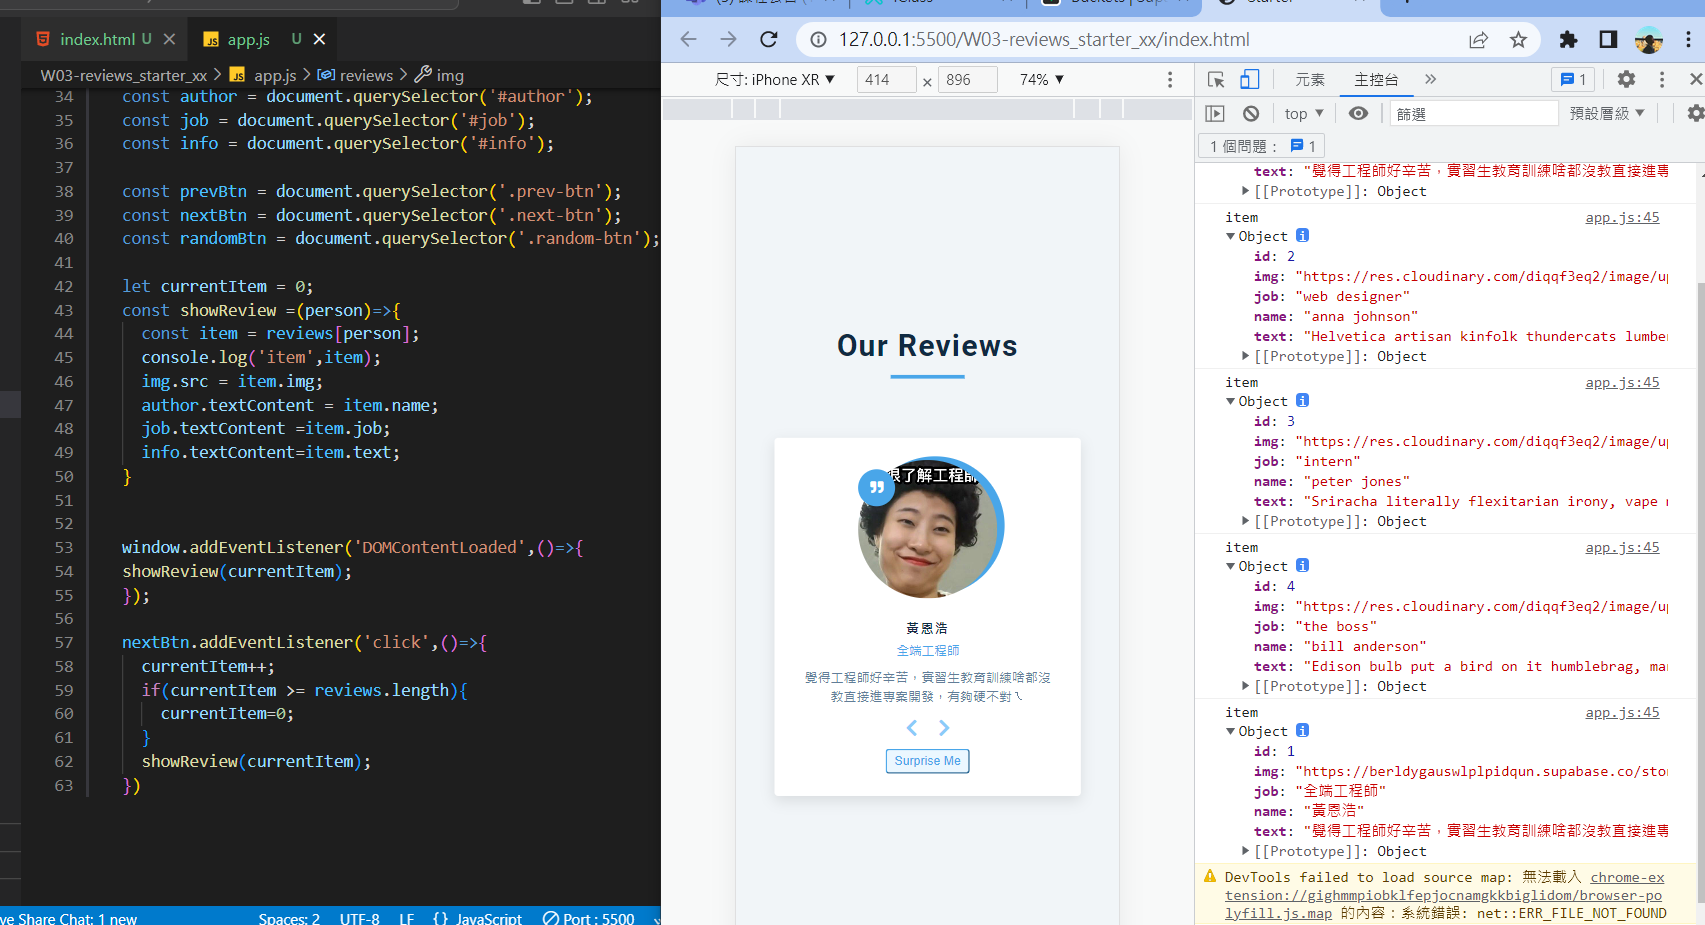 index.html U
app.js U
W03-reviews_starter_xx > app.js > reviews > img
34 const author = document.querySelector('#author');
35 const job = document.querySelector('#job');
36 const info = document.querySelector('#info');
37
38 const prevBtn = document.querySelector('.prev-btn');
39 const nextBtn = document.querySelector('.next-btn');
40 const randomBtn = document.querySelector('.random-btn');
41
42 let currentItem = 0;
43 const showReview =(person)=>{
44 const item = reviews[person];
45 console.log('item',item);
46 img.src = item.img;
47 author.textContent = item.name;
48 job.textContent =item.job;
49 info.textContent=item.text;
50 }
51
52
53 window.addEventListener('DOMContentLoaded',()=>{
54 showReview(currentItem);
55 });
56
57 nextBtn.addEventListener('click',()=>{
58 currentItem++;
59 if(currentItem >= reviews.length){
60 currentItem=0;
61 }
62 showReview(currentItem);
63 })
ve Share Chat: 1 new Spaces: 2 UTF-8 LF {} JavaScript Port : 5500
127.0.0.1:5500/W03-reviews_starter_xx/index.html
尺寸: iPhone XR ▼ 414 × 896 74% ▼
Our Reviews
很了解工程師
黃恩浩
全端工程師
覺得工程師好辛苦，實習生教育訓練啥都沒
教直接進專案開發，有夠硬不對ㄟ
Surprise Me
元素 主控台 » 1
top ▼ 篩選 預設層級 ▼
1 個問題： 1
text: "覺得工程師好辛苦，實習生教育訓練啥都沒教直接進專
[[Prototype]]: Object
item app.js:45
Object
id: 2
img: "https://res.cloudinary.com/diqqf3eq2/image/up
job: "web designer"
name: "anna johnson"
text: "Helvetica artisan kinfolk thundercats lumbe
[[Prototype]]: Object
item app.js:45
Object
id: 3
img: "https://res.cloudinary.com/diqqf3eq2/image/up
job: "intern"
name: "peter jones"
text: "Sriracha literally flexitarian irony, vape
[[Prototype]]: Object
item app.js:45
Object
id: 4
img: "https://res.cloudinary.com/diqqf3eq2/image/up
job: "the boss"
name: "bill anderson"
text: "Edison bulb put a bird on it humblebrag, ma
[[Prototype]]: Object
item app.js:45
Object
id: 1
img: "https://berldygauswlplpidqun.supabase.co/sto
job: "全端工程師"
name: "黃恩浩"
text: "覺得工程師好辛苦，實習生教育訓練啥都沒教直接進專
[[Prototype]]: Object
DevTools failed to load source map: 無法載入 chrome-ex
tension://gighmmpiobklfepjocnamgkkbiglidom/browser-po
lyfill.js.map 的內容：系統錯誤: net::ERR_FILE_NOT_FOUND